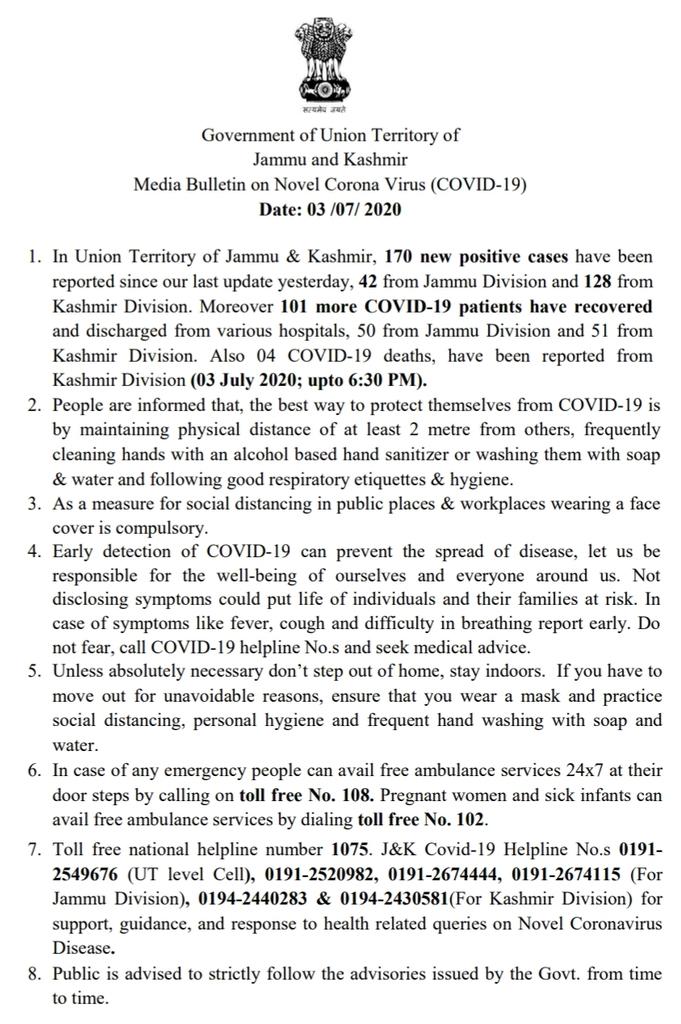 सत्यमेव जयते
Government of Union Territory of
Jammu and Kashmir
Media Bulletin on Novel Corona Virus (COVID-19)
Date: 03 /07/ 2020
1. In Union Territory of Jammu & Kashmir, 170 new positive cases have been
reported since our last update yesterday, 42 from Jammu Division and 128 from
Kashmir Division. Moreover 101 more COVID-19 patients have recovered
and discharged from various hospitals, 50 from Jammu Division and 51 from
Kashmir Division. Also 04 COVID-19 deaths, have been reported from
Kashmir Division (03 July 2020; upto 6:30 PM).
2. People are informed that, the best way to protect themselves from COVID-19 is
by maintaining physical distance of at least 2 metre from others, frequently
cleaning hands with an alcohol based hand sanitizer or washing them with soap
& water and following good respiratory etiquettes & hygiene.
3. As a measure for social distancing in public places & workplaces wearing a face
cover is compulsory.
4. Early detection of COVID-19 can prevent the spread of disease, let us be
responsible for the well-being of ourselves and everyone around us. Not
disclosing symptoms could put life of individuals and their families at risk. In
case of symptoms like fever, cough and difficulty in breathing report early. Do
not fear, call COVID-19 helpline No.s and seek medical advice.
5. Unless absolutely necessary don’t step out of home, stay indoors. If you have to
move out for unavoidable reasons, ensure that you wear a mask and practice
social distancing, personal hygiene and frequent hand washing with soap and
water.
6. In case of any emergency people can avail free ambulance services 24x7 at their
door steps by calling on toll free No. 108. Pregnant women and sick infants can
avail free ambulance services by dialing toll free No. 102.
7. Toll free national helpline number 1075. J&K Covid-19 Helpline No.s 0191-
2549676 (UT level Cell), 0191-2520982, 0191-2674444, 0191-2674115 (For
Jammu Division), 0194-2440283 & 0194-2430581(For Kashmir Division) for
support, guidance, and response to health related queries on Novel Coronavirus
Disease.
8. Public is advised to strictly follow the advisories issued by the Govt. from time
to time.